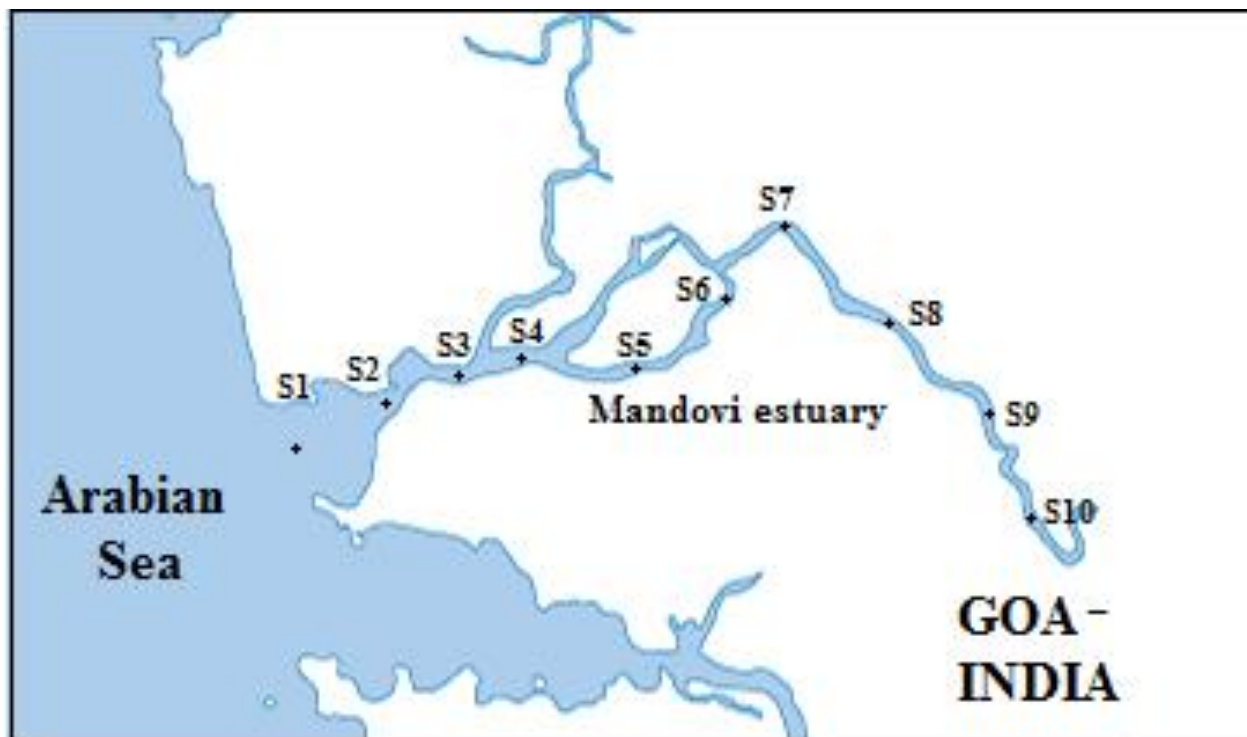 S7
S6
S8
S3
S4
S2
S5
S1
Mandovi estuary
S9
Arabian
Sea
S10
GOA -
INDIA